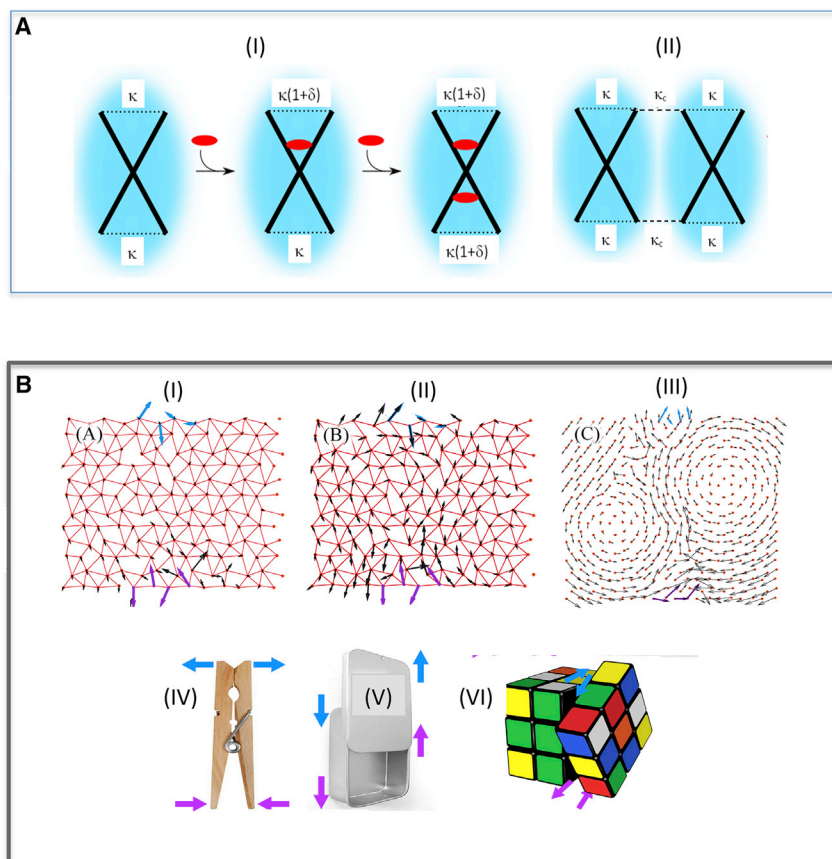 A
(I)
(II)
κ
κ(1+δ)
κ(1+δ)
κ
κc
κ
κ
κ
κ(1+δ)
κ
κc
κ
B
(I)
(II)
(III)
(A)
(B)
(C)
(IV)
(V)
(VI)